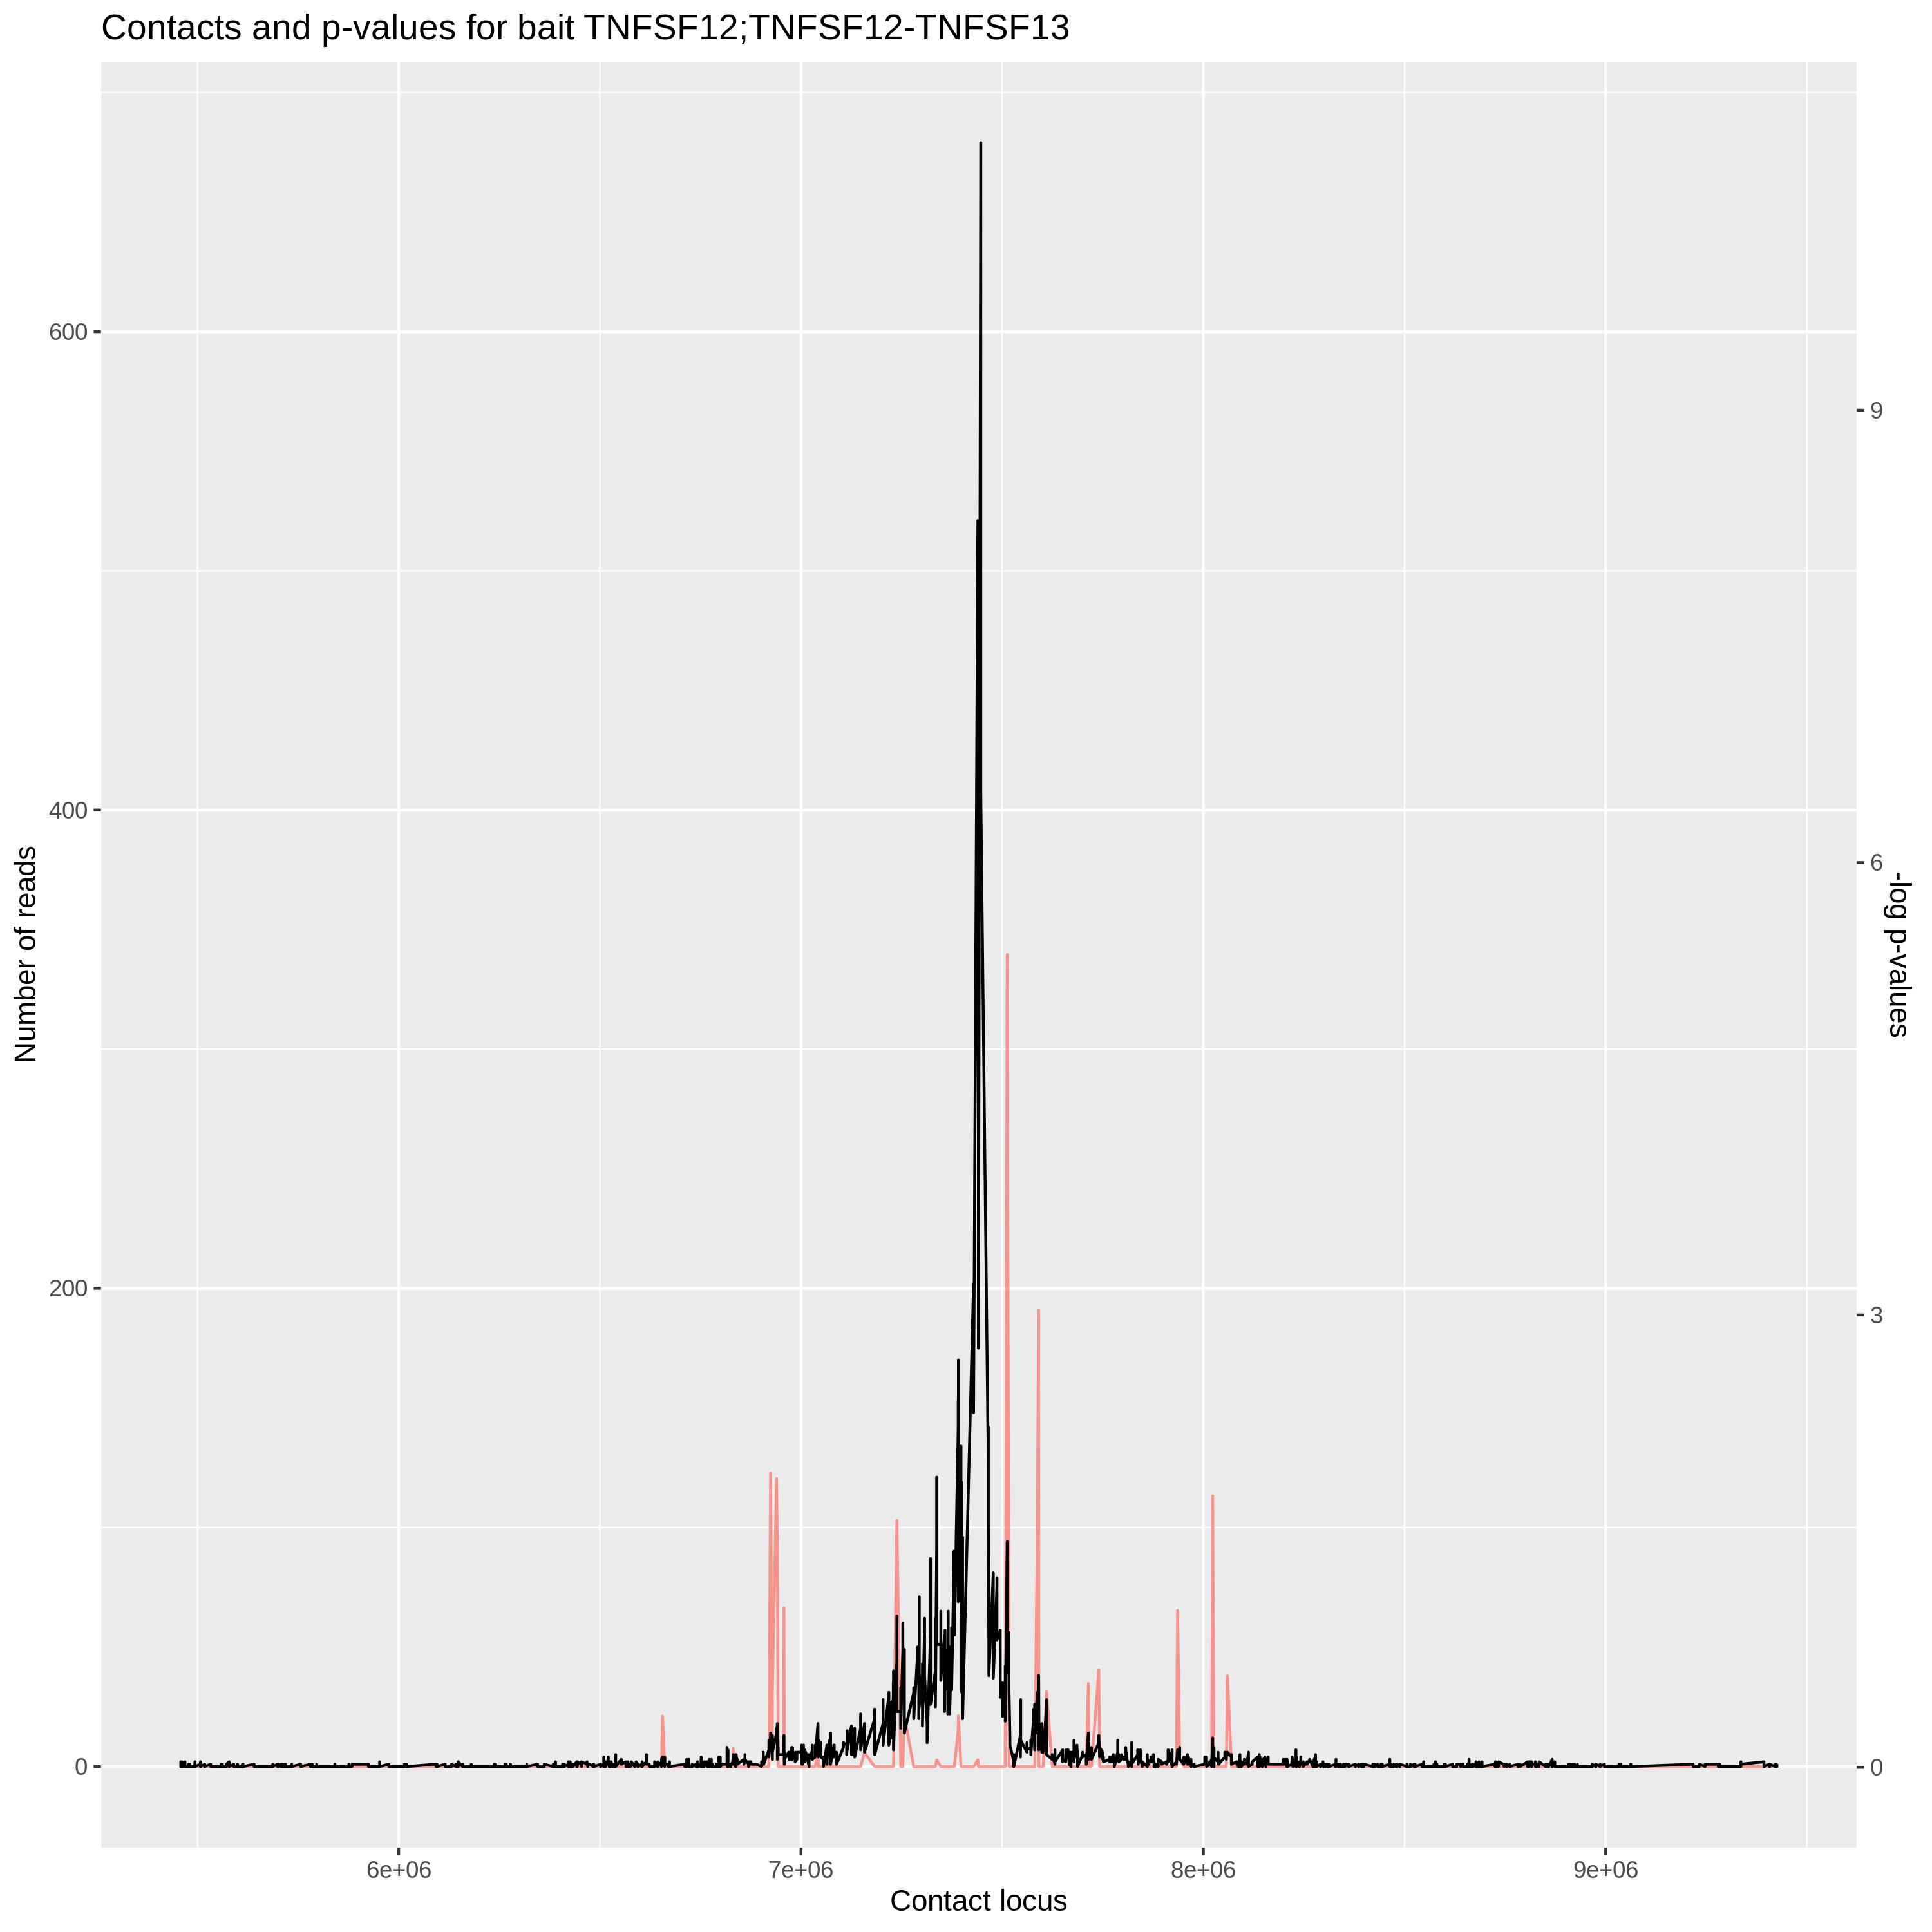 Contacts and p-values for bait TNFSF12;TNFSF12-TNFSF13
Number of reads
600
400
200
0
9
6
3
0
-log p-values
6e+06
7e+06
8e+06
9e+06
Contact locus